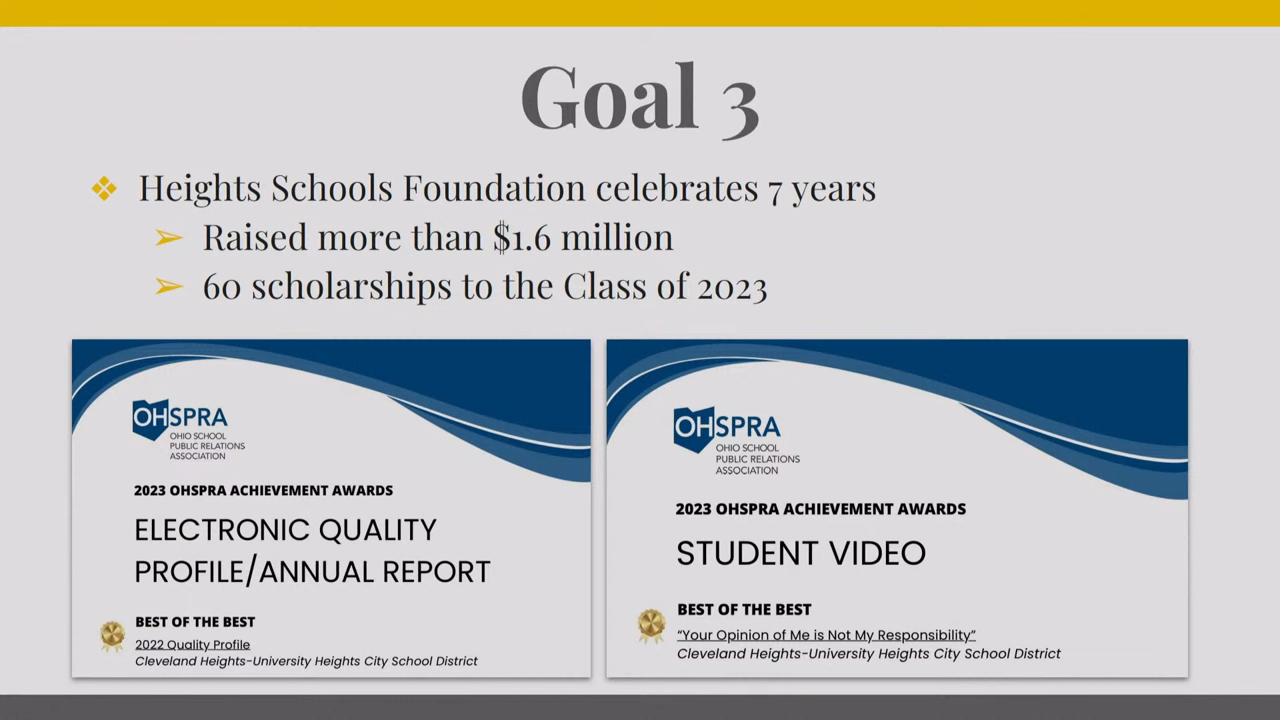 Goal 3
Heights Schools Foundation celebrates 7 years
Raised more than $1.6 million
60 scholarships to the Class of 2023
OHSPRA
OHIO SCHOOL
PUBLIC RELATIONS
ASSOCIATION
2023 OHSPRA ACHIEVEMENT AWARDS
ELECTRONIC QUALITY
PROFILE/ANNUAL REPORT
BEST OF THE BEST
2022 Quality Profile
Cleveland Heights-University Heights City School District
OHSPRA
OHIO SCHOOL
PUBLIC RELATIONS
ASSOCIATION
2023 OHSPRA ACHIEVEMENT AWARDS
STUDENT VIDEO
BEST OF THE BEST
“Your Opinion of Me is Not My Responsibility”
Cleveland Heights-University Heights City School District